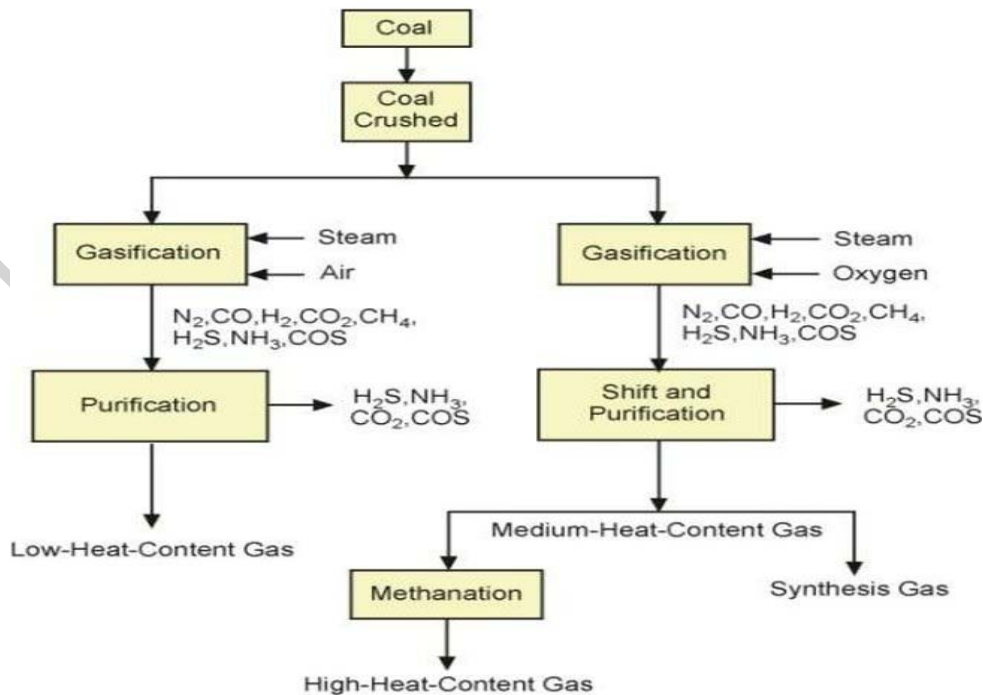 Coal
Coal
Crushed
Gasification
Steam
Air
Gasification
Steam
Oxygen
N₂,CO,H₂,CO₂,CH₄,
H₂S,NH₃,COS
N₂,CO,H₂,CO₂,CH₄,
H₂S,NH₃,COS
Purification
H₂S,NH₃,
CO₂,COS
Shift and
Purification
H₂S,NH₃,
CO₂,COS
Low-Heat-Content Gas
Medium-Heat-Content Gas
Methanation
Synthesis Gas
High-Heat-Content Gas